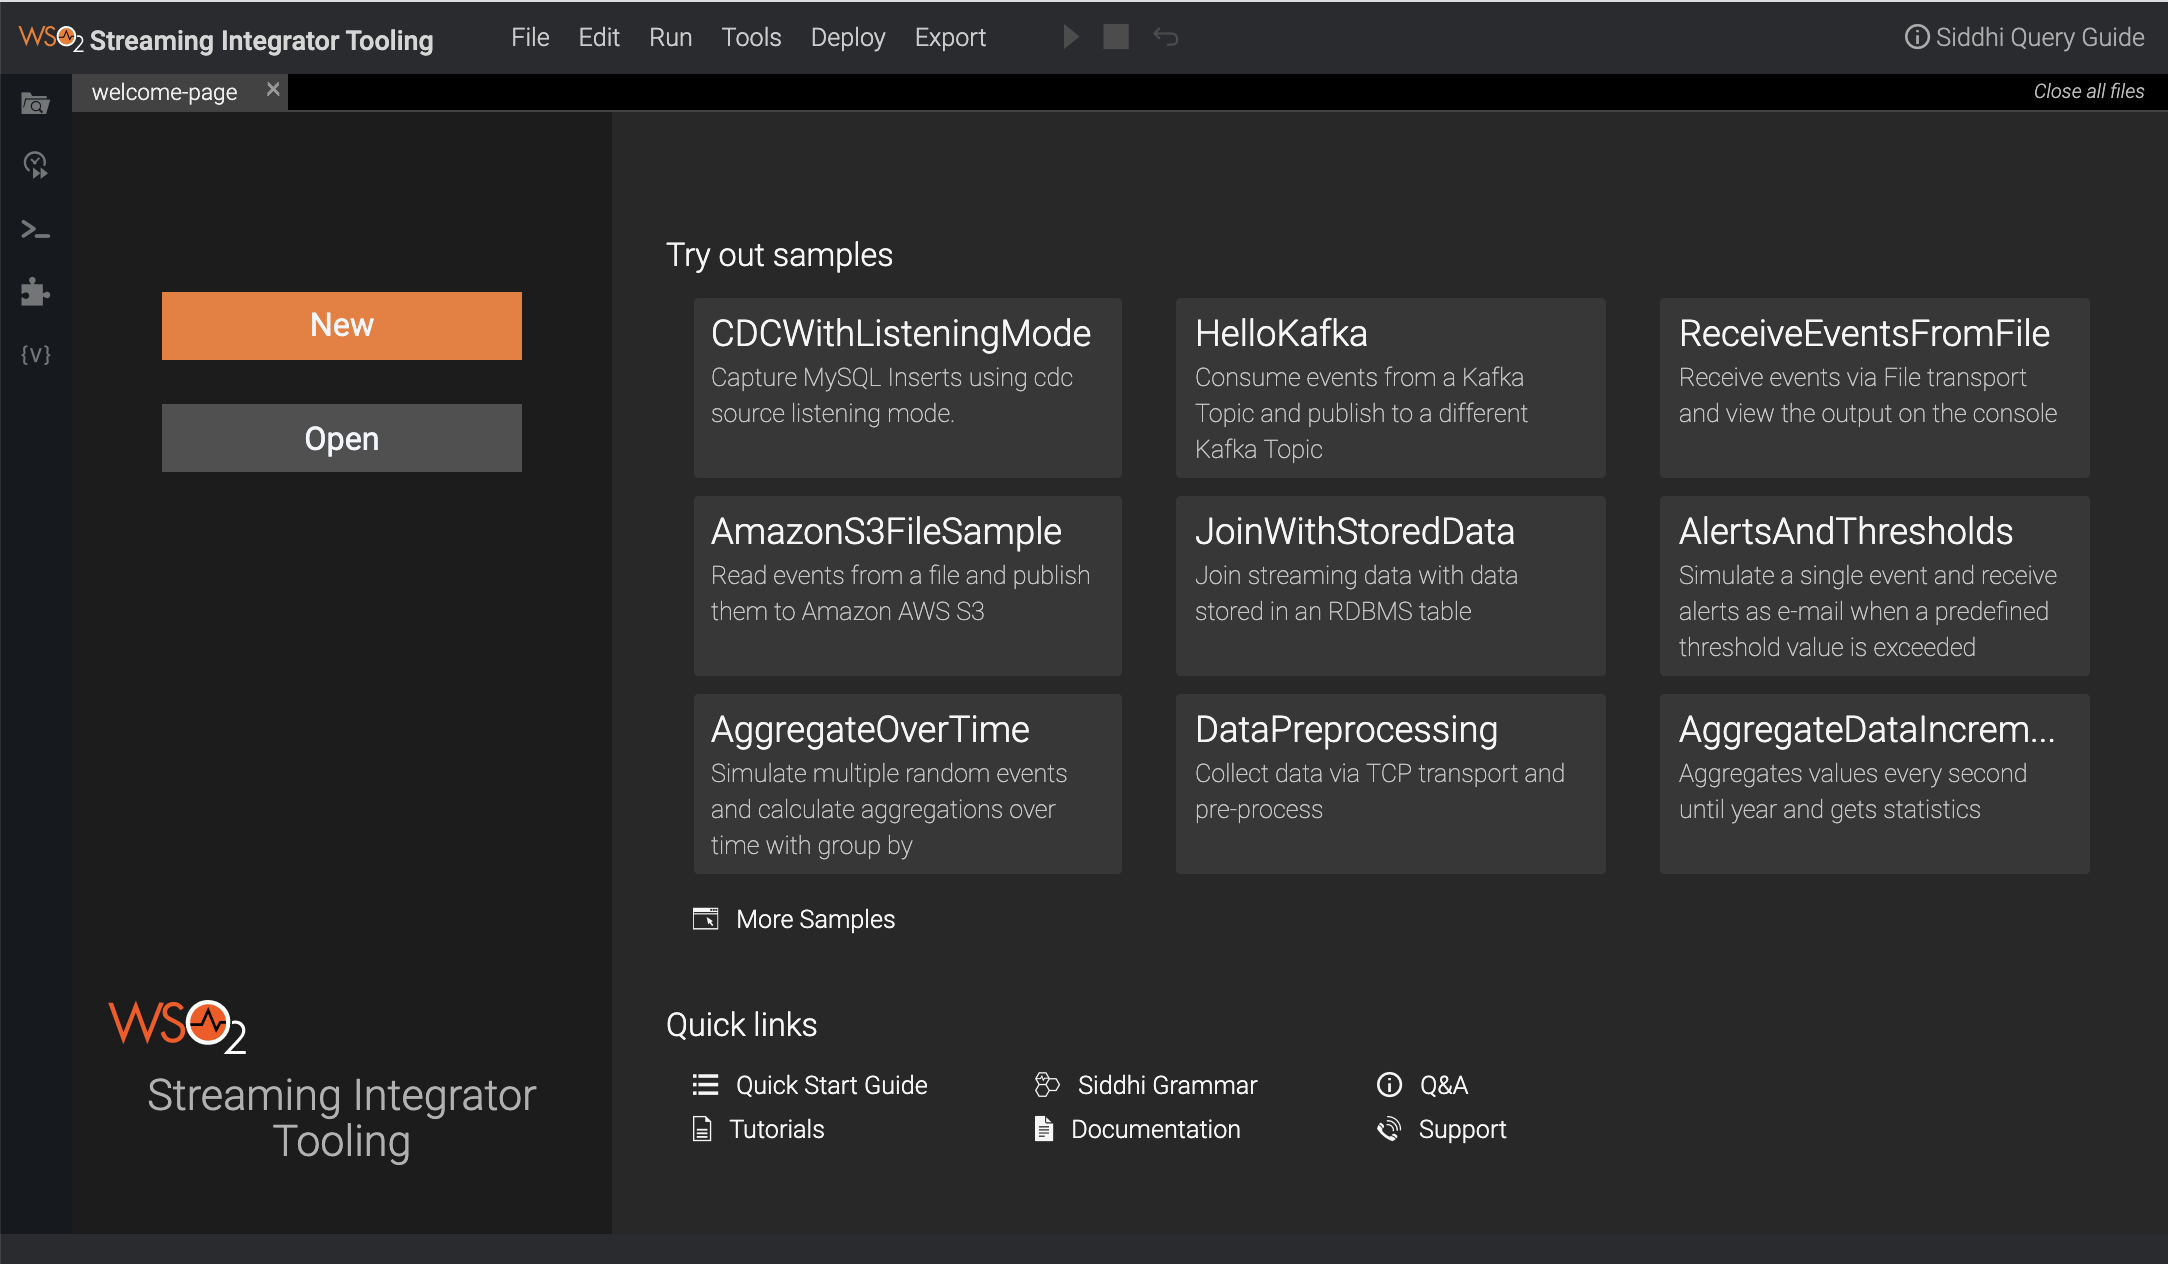 WSO2 Streaming Integrator Tooling File Edit Run Tools Deploy Export Siddhi Query Guide
welcome-page Close all files
{V}
New
Open
WSO2
Streaming Integrator
Tooling
Try out samples
CDCWithListeningMode
Capture MySQL Inserts using cdc
source listening mode.
HelloKafka
Consume events from a Kafka
Topic and publish to a different
Kafka Topic
ReceiveEventsFromFile
Receive events via File transport
and view the output on the console
AmazonS3FileSample
Read events from a file and publish
them to Amazon AWS S3
JoinWithStoredData
Join streaming data with data
stored in an RDBMS table
AlertsAndThresholds
Simulate a single event and receive
alerts as e-mail when a predefined
threshold value is exceeded
AggregateOverTime
Simulate multiple random events
and calculate aggregations over
time with group by
DataPreprocessing
Collect data via TCP transport and
pre-process
AggregateDataIncrem...
Aggregates values every second
until year and gets statistics
More Samples
Quick links
Quick Start Guide Siddhi Grammar Q&A
Tutorials Documentation Support